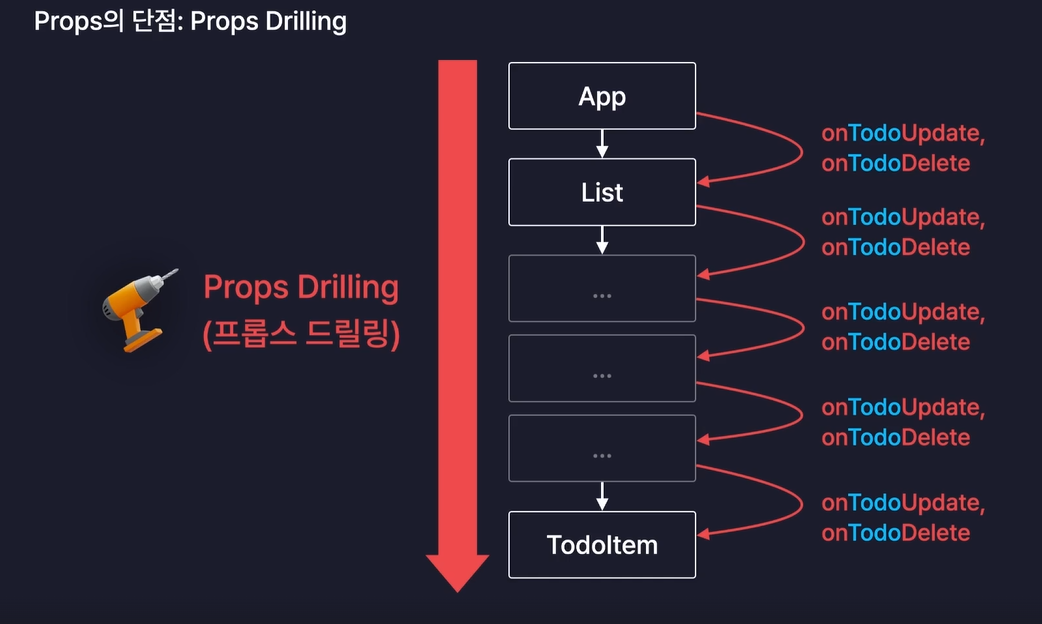 Props의 단점: Props Drilling
App
onTodoUpdate,
onTodoDelete
List
onTodoUpdate,
onTodoDelete
Props Drilling
(프롭스 드릴링)
...
onTodoUpdate,
onTodoDelete
...
onTodoUpdate,
onTodoDelete
...
onTodoUpdate,
onTodoDelete
TodoItem